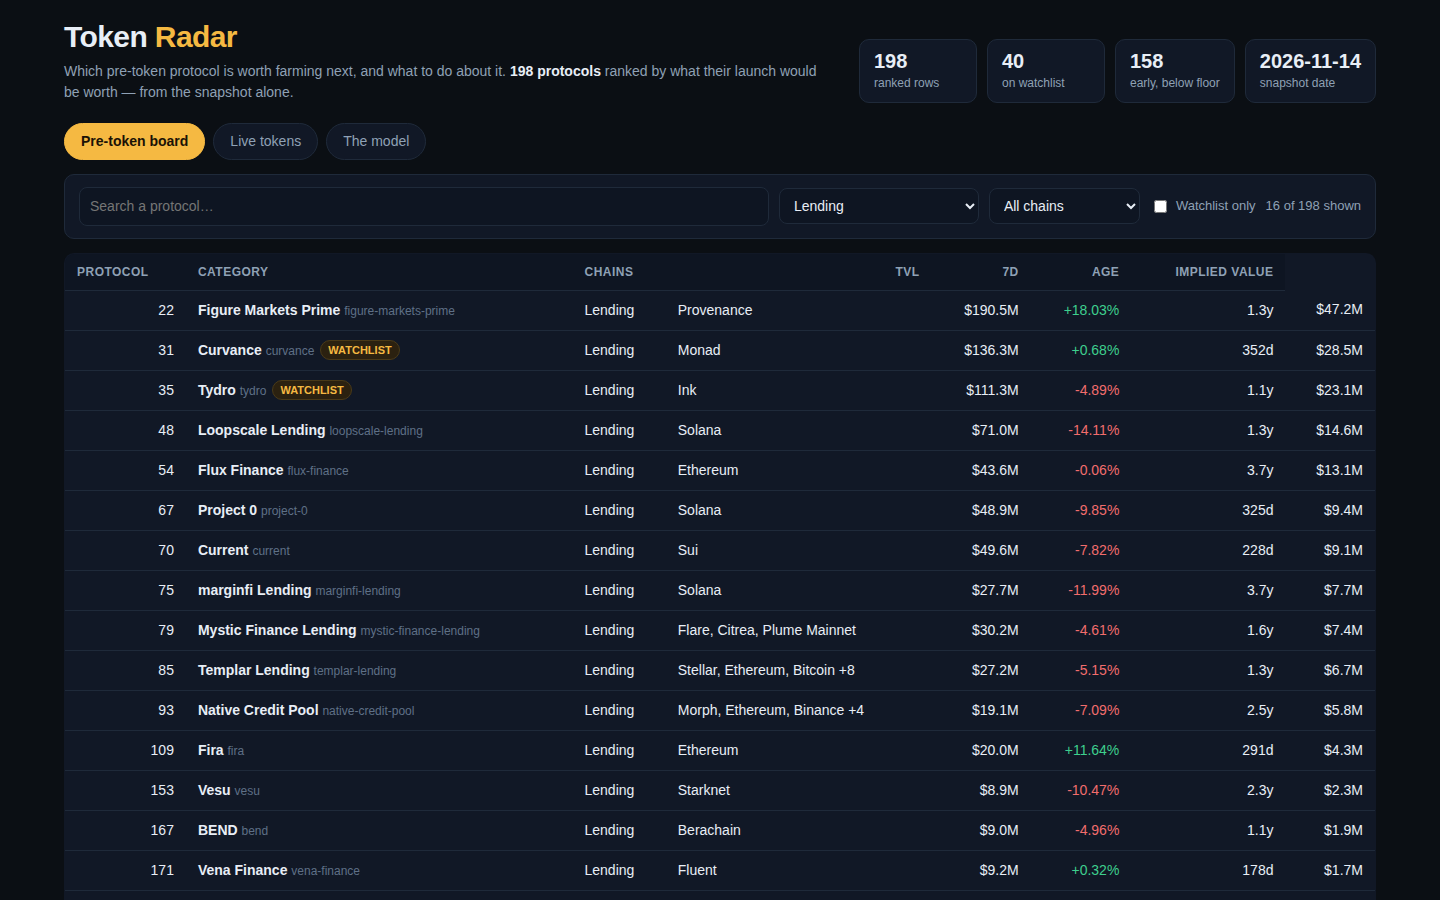 Token Radar
Which pre-token protocol is worth farming next, and what to do about it. 198 protocols ranked by what their launch would
be worth — from the snapshot alone.
198
ranked rows
40
on watchlist
158
early, below floor
2026-11-14
snapshot date
Pre-token board Live tokens The model
Search a protocol… Lending All chains Watchlist only 16 of 198 shown
PROTOCOL CATEGORY CHAINS TVL 7D AGE IMPLIED VALUE
22 Figure Markets Prime figure-markets-prime Lending Provenance $190.5M +18.03% 1.3y $47.2M
31 Curvance curvance WATCHLIST Lending Monad $136.3M +0.68% 352d $28.5M
35 Tydro tydro WATCHLIST Lending Ink $111.3M -4.89% 1.1y $23.1M
48 Loopscale Lending loopscale-lending Lending Solana $71.0M -14.11% 1.3y $14.6M
54 Flux Finance flux-finance Lending Ethereum $43.6M -0.06% 3.7y $13.1M
67 Project 0 project-0 Lending Solana $48.9M -9.85% 325d $9.4M
70 Current current Lending Sui $49.6M -7.82% 228d $9.1M
75 marginfi Lending marginfi-lending Lending Solana $27.7M -11.99% 3.7y $7.7M
79 Mystic Finance Lending mystic-finance-lending Lending Flare, Citrea, Plume Mainnet $30.2M -4.61% 1.6y $7.4M
85 Templar Lending templar-lending Lending Stellar, Ethereum, Bitcoin +8 $27.2M -5.15% 1.3y $6.7M
93 Native Credit Pool native-credit-pool Lending Morph, Ethereum, Binance +4 $19.1M -7.09% 2.5y $5.8M
109 Fira fira Lending Ethereum $20.0M +11.64% 291d $4.3M
153 Vesu vesu Lending Starknet $8.9M -10.47% 2.3y $2.3M
167 BEND bend Lending Berachain $9.0M -4.96% 1.1y $1.9M
171 Vena Finance vena-finance Lending Fluent $9.2M +0.32% 178d $1.7M